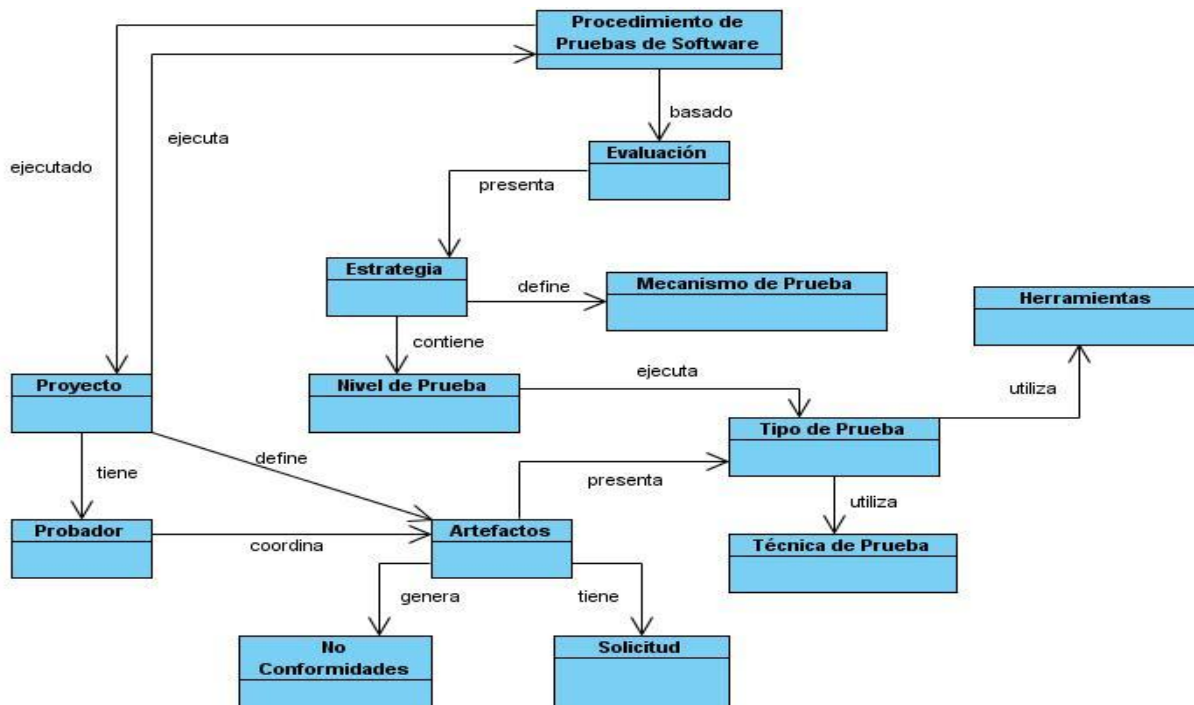 Procedimiento de
Pruebas de Software
basado
ejecuta
ejecutado
Evaluación
presenta
Estrategia
define
Mecanismo de Prueba
Herramientas
contiene
Proyecto
Nivel de Prueba
ejecuta
utiliza
Tipo de Prueba
define
tiene
presenta
utiliza
Probador
coordina
Artefactos
Técnica de Prueba
genera
tiene
No
Conformidades
Solicitud